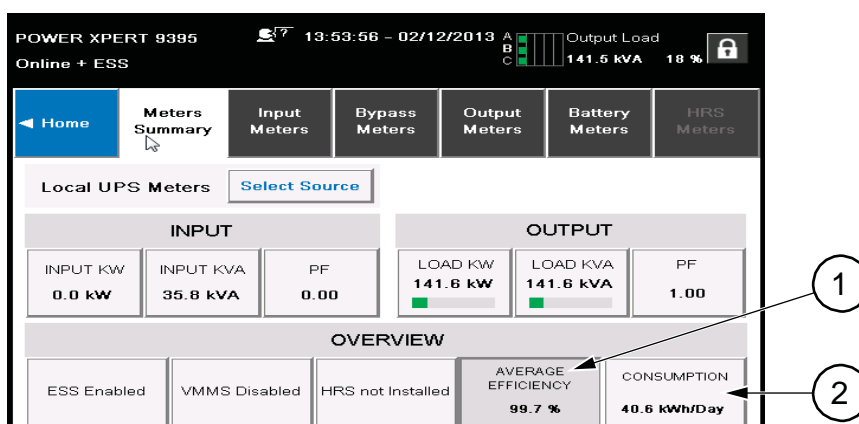 POWER XPERT 9395
? 13:53:56 - 02/12/2013
Online + ESS
A
B
C
Output Load
141.5 kVA 18 %
Home
Meters
Summary
Input
Meters
Bypass
Meters
Output
Meters
Battery
Meters
HRS
Meters
Local UPS Meters
Select Source
INPUT
OUTPUT
INPUT KW
0.0 kW
INPUT KVA
35.8 kVA
PF
0.00
LOAD KW
141.6 kW
LOAD KVA
141.6 kVA
PF
1.00
OVERVIEW
ESS Enabled
VMMS Disabled
HRS not Installed
AVERAGE
EFFICIENCY
99.7 %
CONSUMPTION
40.6 kWh/Day
1
2